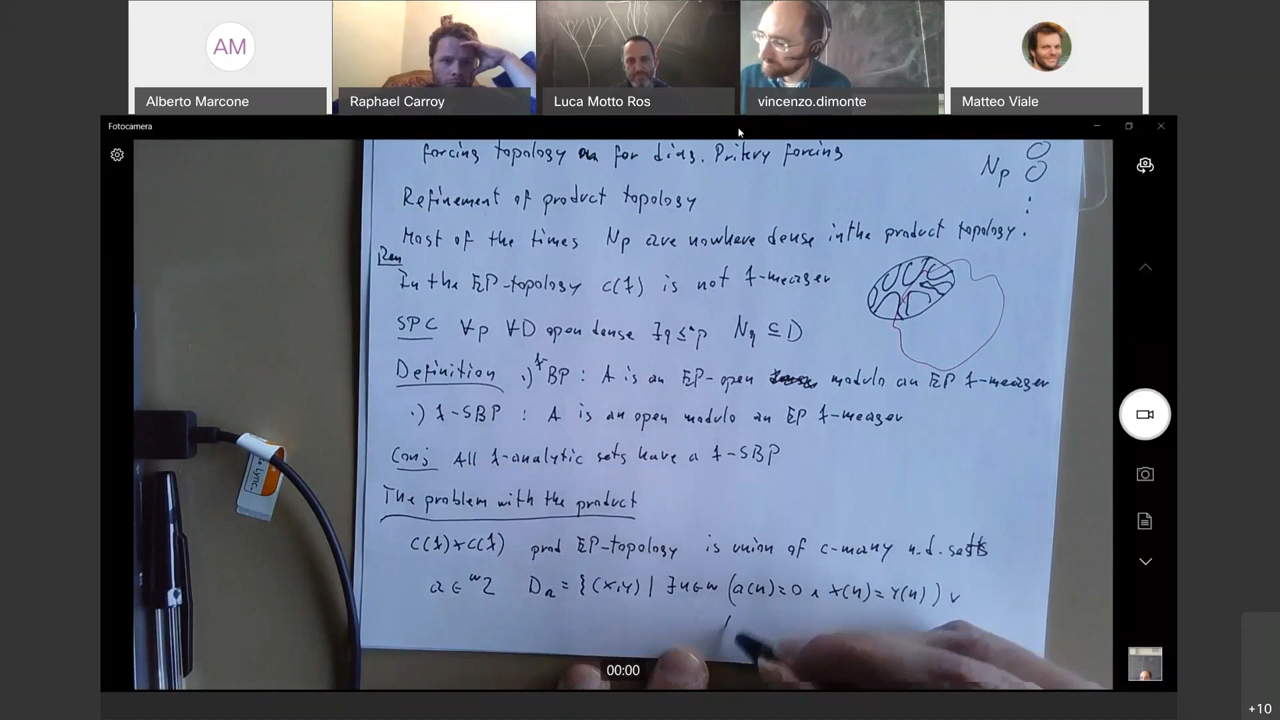 AM
Alberto Marcone
Raphael Carroy
Luca Motto Ros
vincenzo.dimonte
Matteo Viale
Fotocamera
forcing topology for diag. Prikry forcing
Np
Refinement of product topology
Most of the times Np are nowhere dense in the product topology.
Rem
In the EP-topology c(λ) is not λ-meager
SPC ∀p ∀D open dense ∃q ≤* p Nq ⊆ D
Definition ·) λ-BP : A is an EP-open modulo an EP λ-meager
·) λ-SBP : A is an open modulo an EP λ-meager
Conj All λ-analytic sets have a λ-SBP
The problem with the product
c(λ)×c(λ) prod EP-topology is union of c-many n.d. sets
a ∈ ω2 Da = {(x,y) | ∃n∈ω (a(n)=0 ∧ x(n)=y(n)) ∨
(
00:00
+10